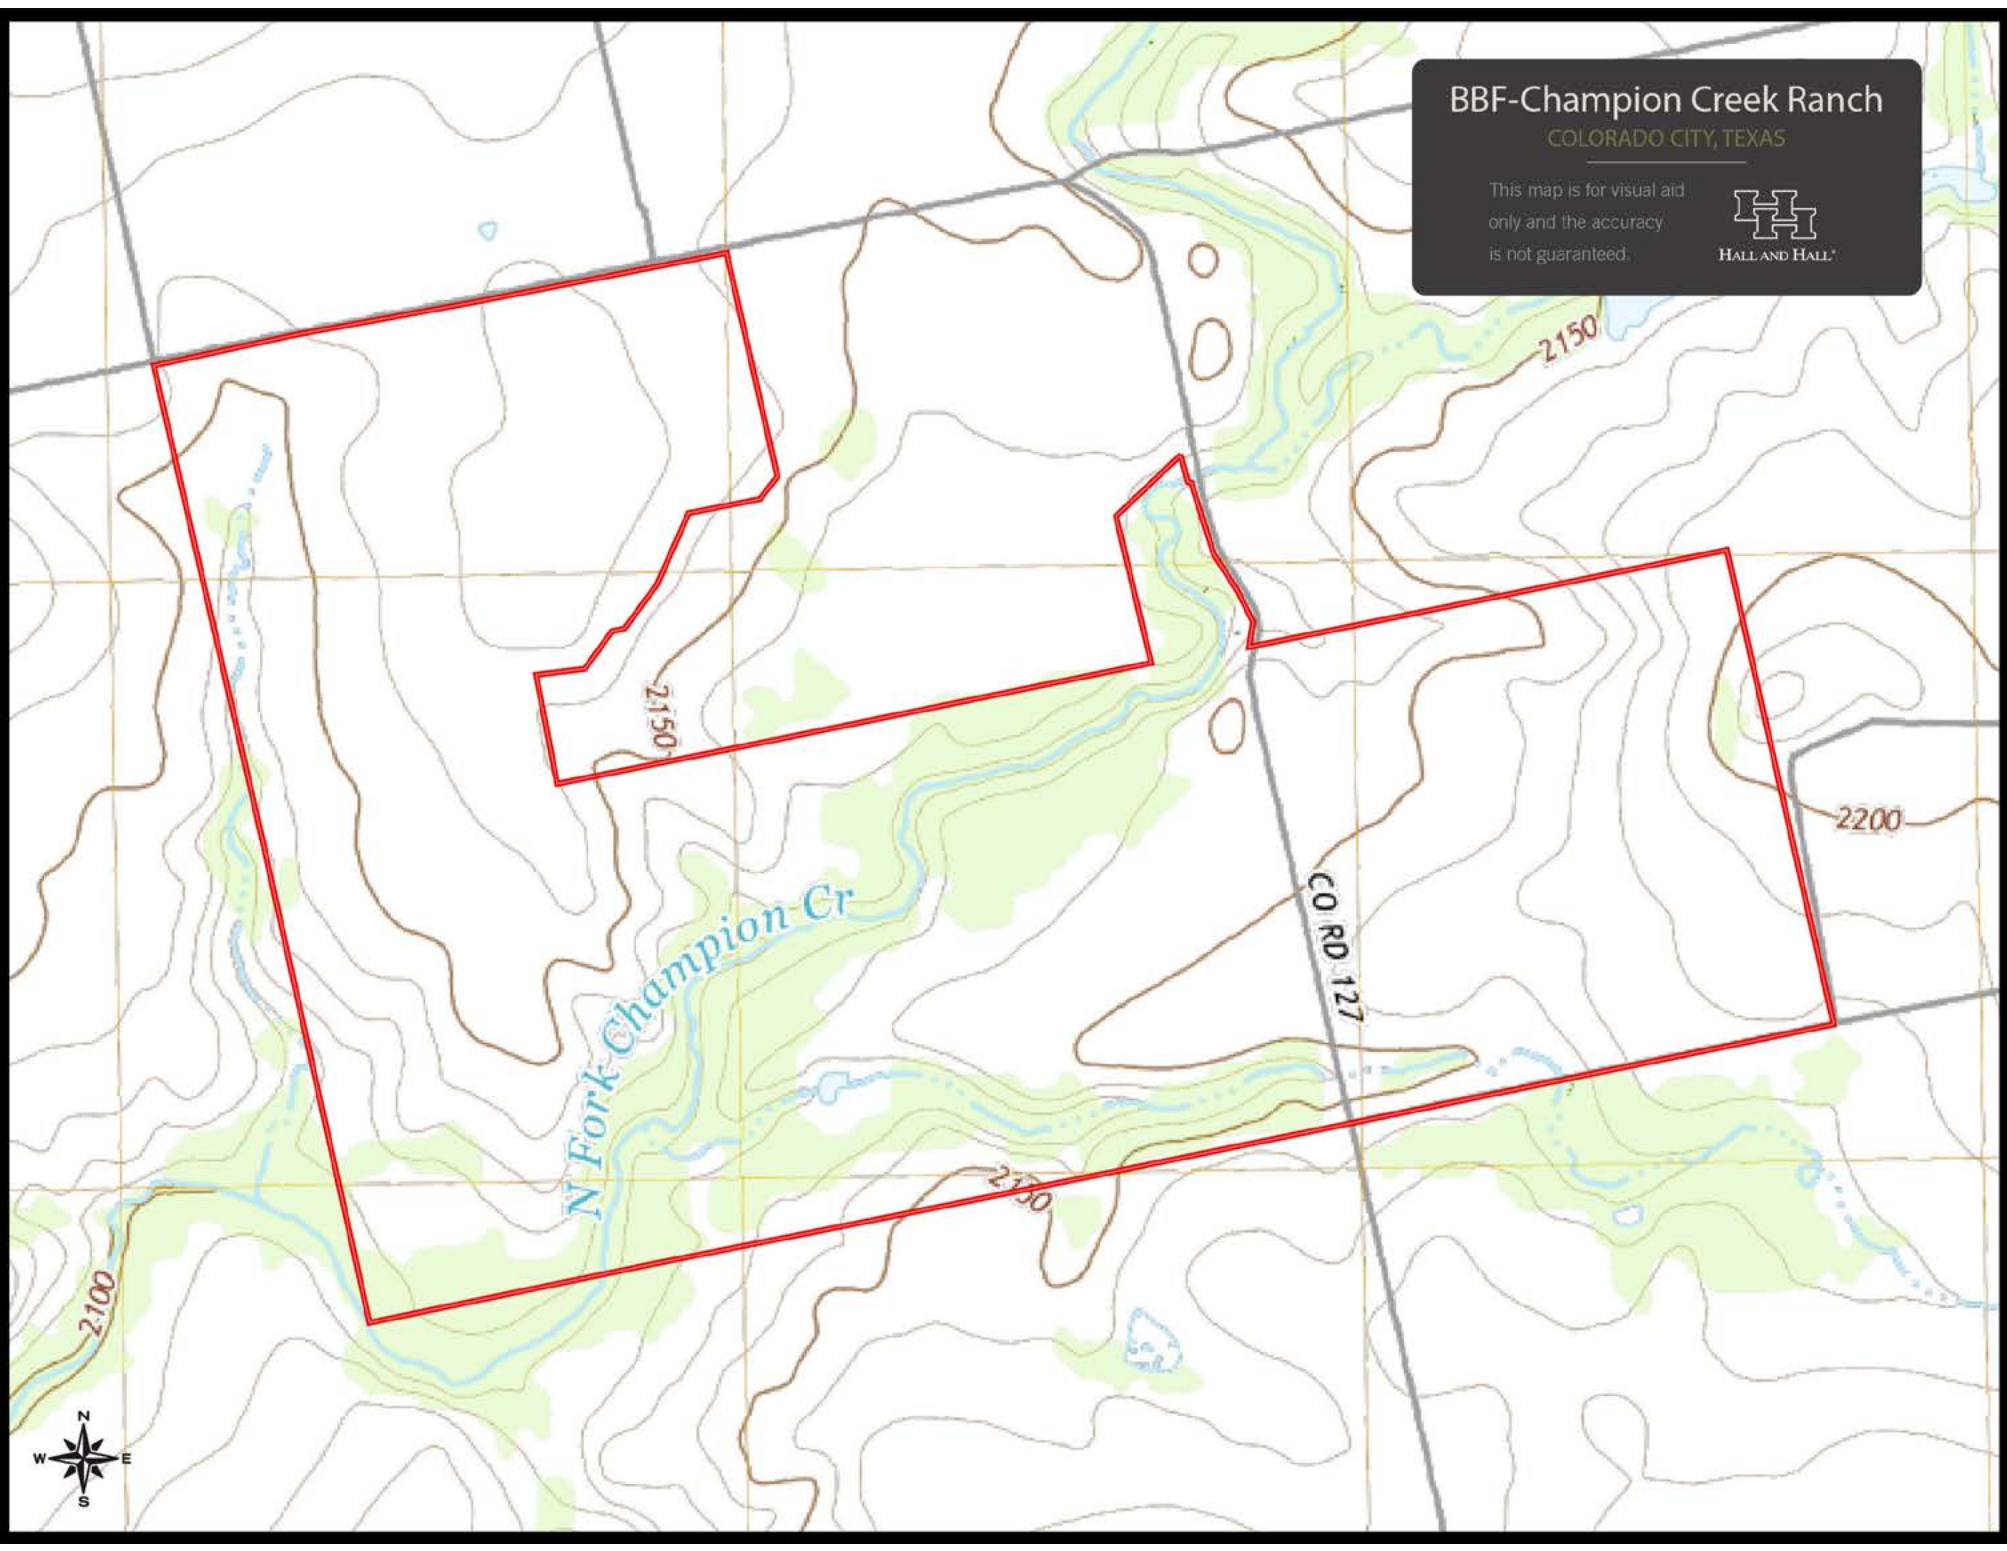 BBF-Champion Creek Ranch
COLORADO CITY, TEXAS
This map is for visual aid
only and the accuracy
is not guaranteed.
HH
HALL AND HALL®
2150
2150
2200
CO RD 127
N Fork Champion Cr
2150
2100
N
W E
S